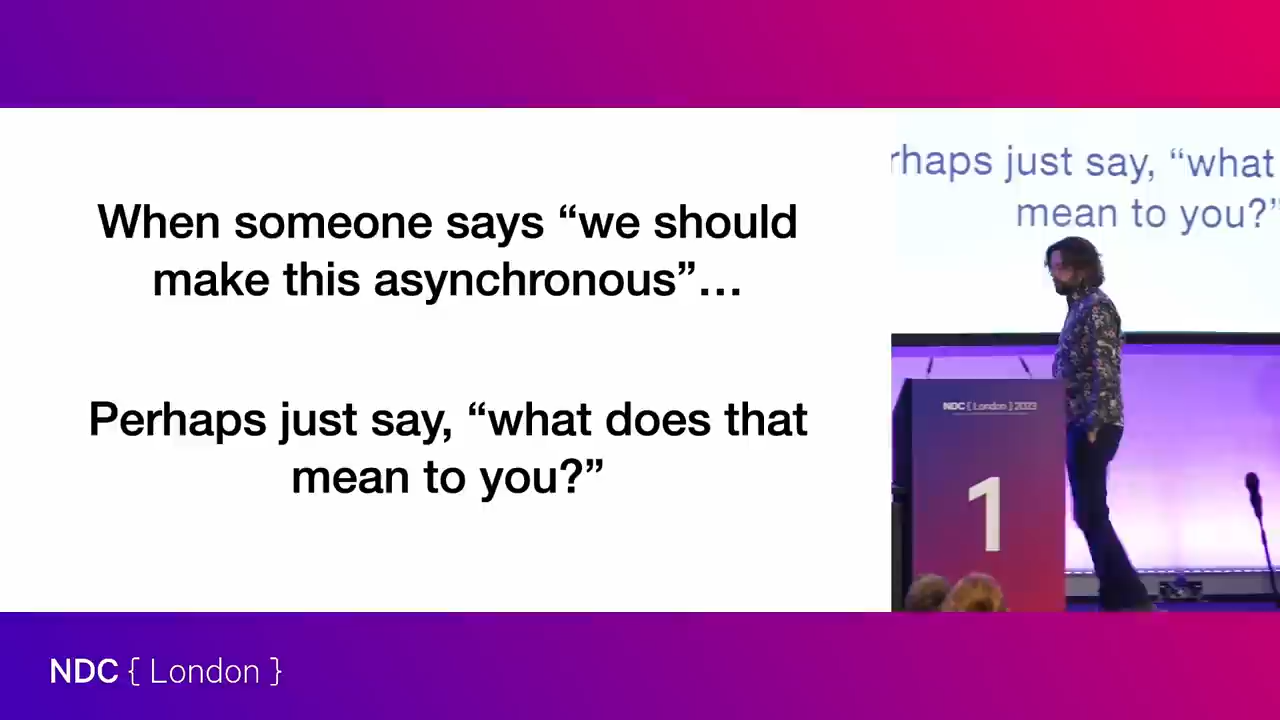 When someone says “we should
make this asynchronous”…
Perhaps just say, “what does that
mean to you?”
rhaps just say, “what
mean to you?”
NDC { London } 2023
1
NDC { London }